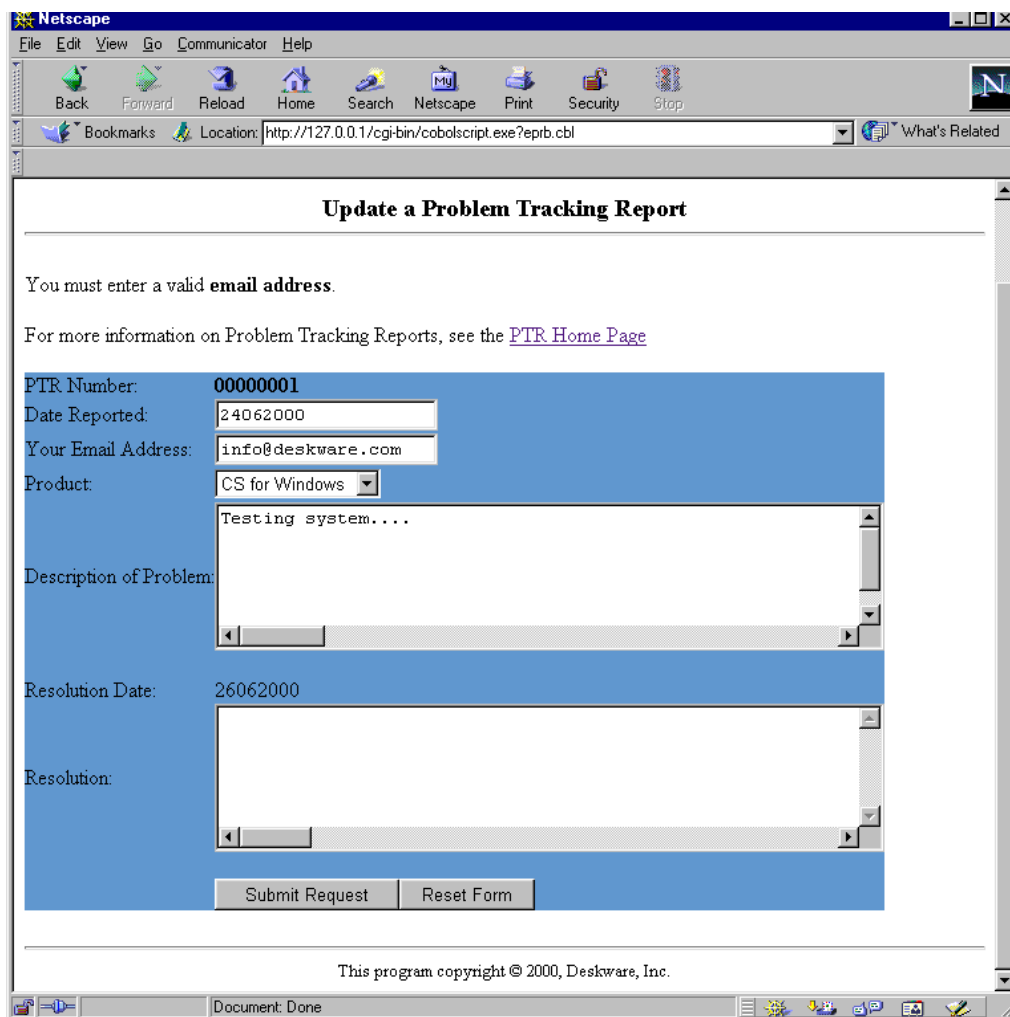 Netscape
File Edit View Go Communicator Help
My
Back Forward Reload Home Search Netscape Print Security Stop
N
Bookmarks Location: http://127.0.0.1/cgi-bin/cobolscript.exe?eprb.cbl What's Related
Update a Problem Tracking Report
You must enter a valid email address.
For more information on Problem Tracking Reports, see the PTR Home Page
PTR Number: 00000001
Date Reported: 24062000
Your Email Address: info@deskware.com
Product: CS for Windows
Testing system....
Description of Problem:
Resolution Date: 26062000
Resolution:
Submit Request Reset Form
This program copyright © 2000, Deskware, Inc.
Document: Done